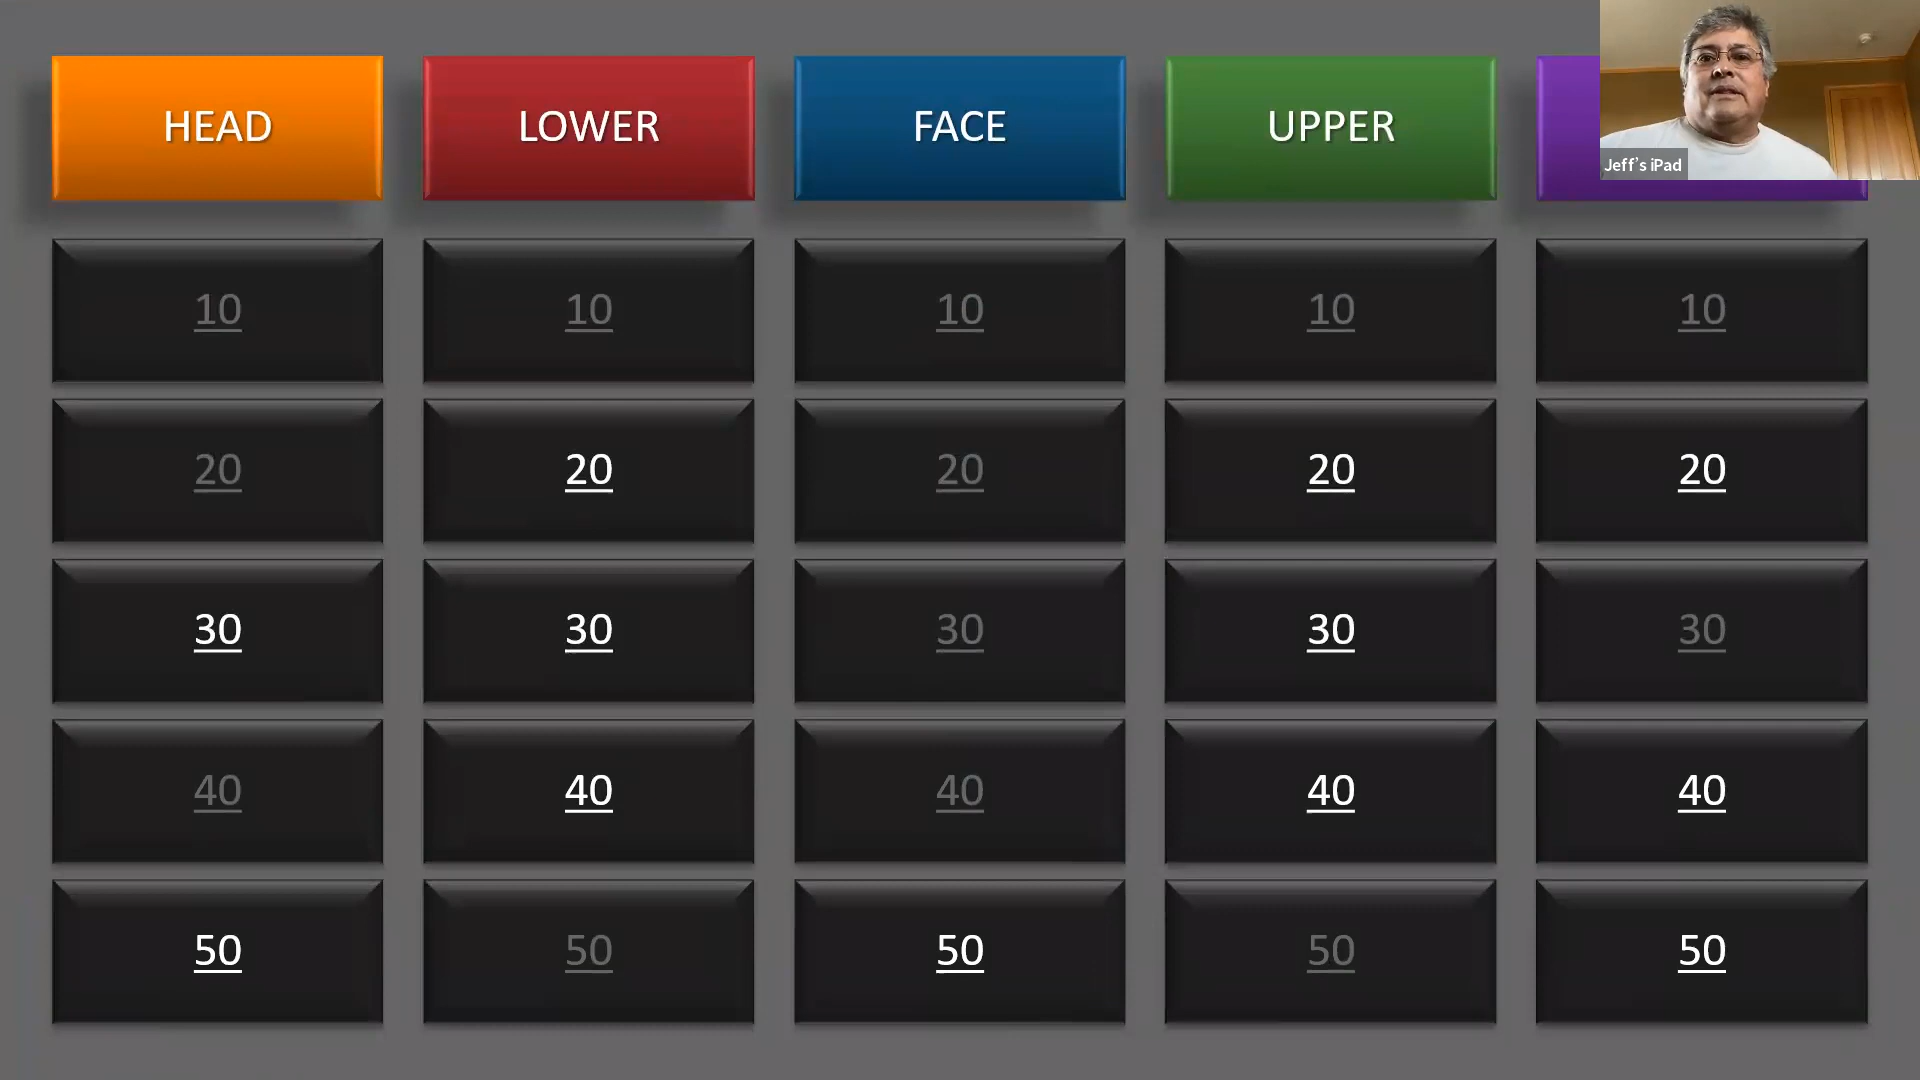 HEAD LOWER FACE UPPER
Jeff's iPad
10 10 10 10 10
20 20 20 20 20
30 30 30 30 30
40 40 40 40 40
50 50 50 50 50